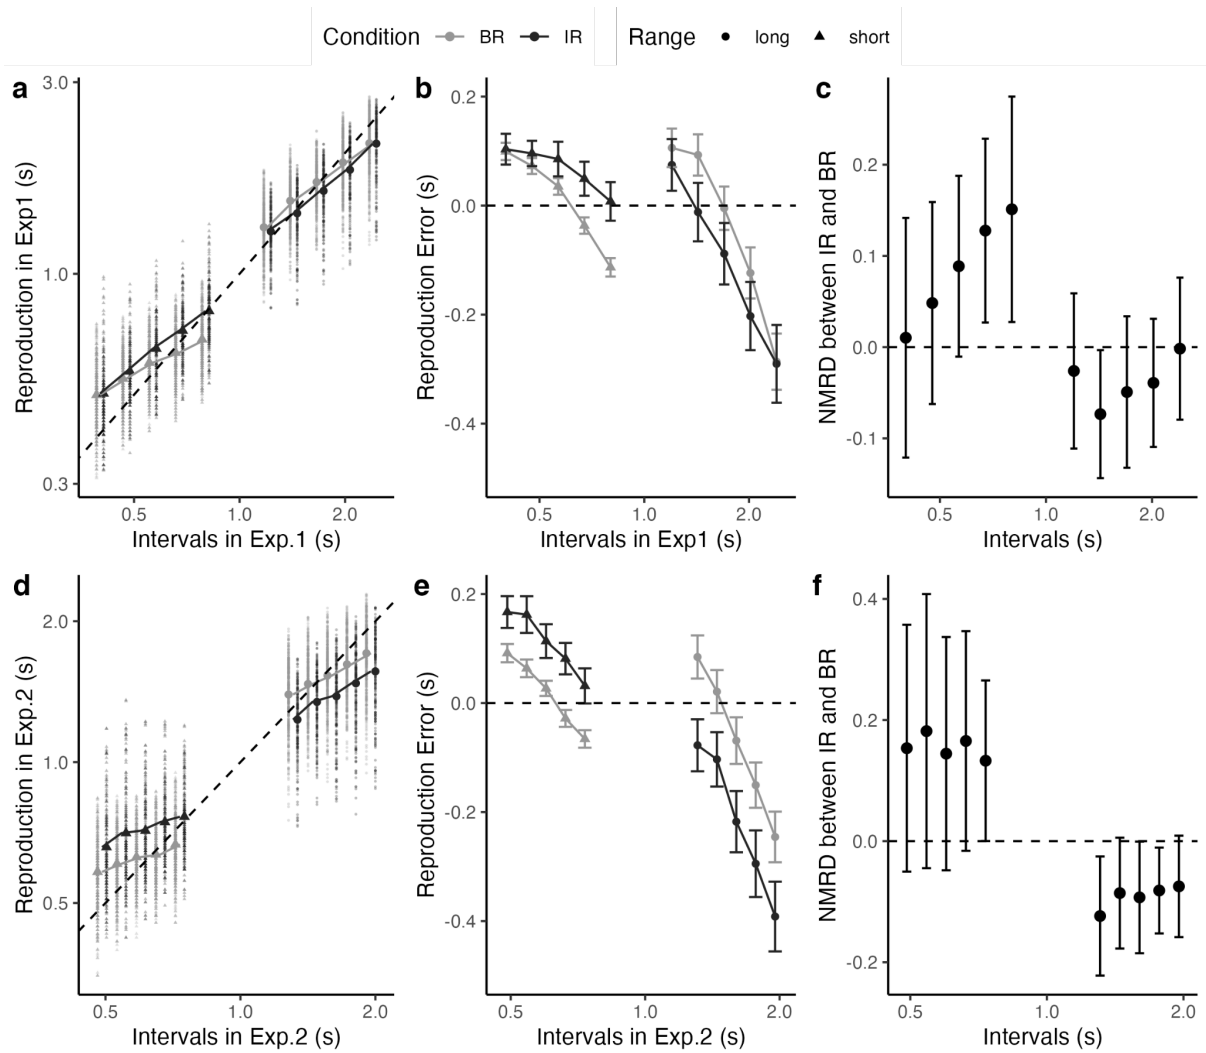 Condition BR IR Range long short
a
3.0
1.0
0.3
Reproduction in Exp1 (s)
0.5 1.0 2.0
Intervals in Exp.1 (s)
b
0.2
0.0
-0.2
-0.4
Reproduction Error (s)
0.5 1.0 2.0
Intervals in Exp1 (s)
c
0.2
0.1
0.0
-0.1
NMRD between IR and BR
0.5 1.0 2.0
Intervals (s)
d
2.0
1.0
0.5
Reproduction in Exp.2 (s)
0.5 1.0 2.0
Intervals in Exp.2 (s)
e
0.2
0.0
-0.2
-0.4
Reproduction Error (s)
0.5 1.0 2.0
Intervals in Exp.2 (s)
f
0.4
0.2
0.0
-0.2
NMRD between IR and BR
0.5 1.0 2.0
Intervals (s)